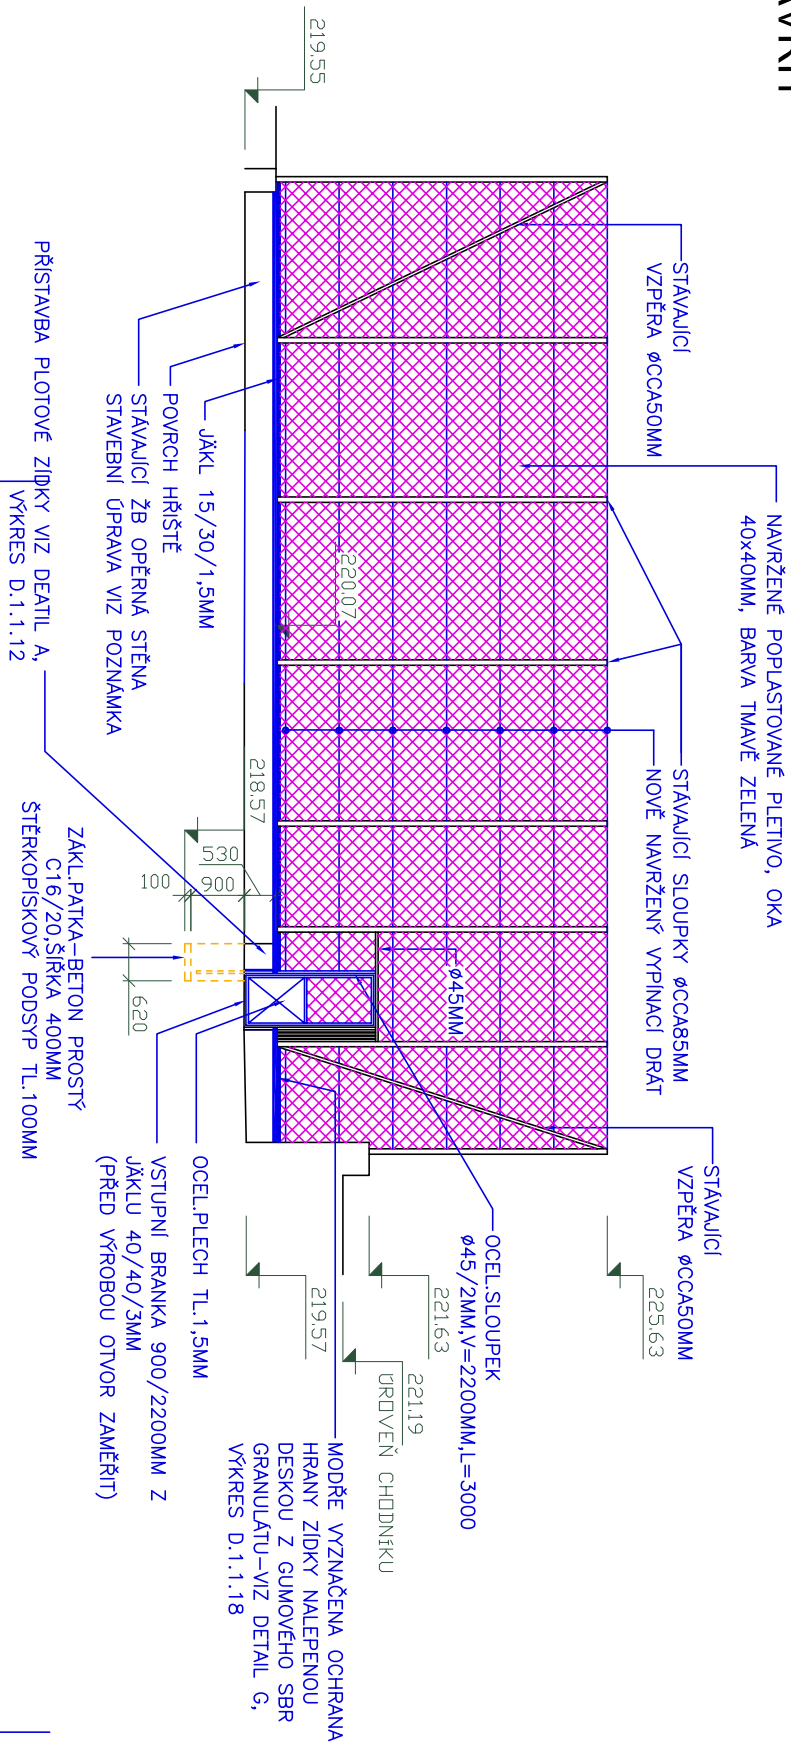 219.55
STÁVAJÍCÍ
VZPĚRA øCCA50MM
NAVRŽENÉ POPLASTOVANÉ PLETIVO, OKA
40x40MM, BARVA TMAVĚ ZELENÁ
STÁVAJÍCÍ SLOUPKY øCCA85MM
NOVĚ NAVRŽENÝ VYPÍNACÍ DRÁT
STÁVAJÍCÍ
VZPĚRA øCCA50MM
225.63
221.63
221.19
ÚROVEŇ CHODNÍKU
219.57
220.07
ø45MM
OCEL.SLOUPEK
ø45/2MM,V=2200MM,L=3000
JÄKL 15/30/1,5MM
POVRCH HŘIŠTĚ
STÁVAJÍCÍ ŽB OPĚRNÁ STĚNA
STAVEBNÍ ÚPRAVA VIZ POZNÁMKA
PŘÍSTAVBA PLOTOVÉ ZÍDKY VIZ DEATIL A,
VÝKRES D.1.1.12
218.57
530
900
100
620
ZÁKL.PATKA-BETON PROSTÝ
C16/20,ŠÍŘKA 400MM
ŠTĚRKOPÍSKOVÝ PODSYP TL.100MM
OCEL.PLECH TL.1,5MM
VSTUPNÍ BRANKA 900/2200MM Z
JÄKLU 40/40/3MM
(PŘED VÝROBOU OTVOR ZAMĚŘIT)
MODŘE VYZNAČENA OCHRANA
HRANY ZÍDKY NALEPENOU
DESKOU Z GUMOVÉHO SBR
GRANULÁTU-VIZ DETAIL G,
VÝKRES D.1.1.18